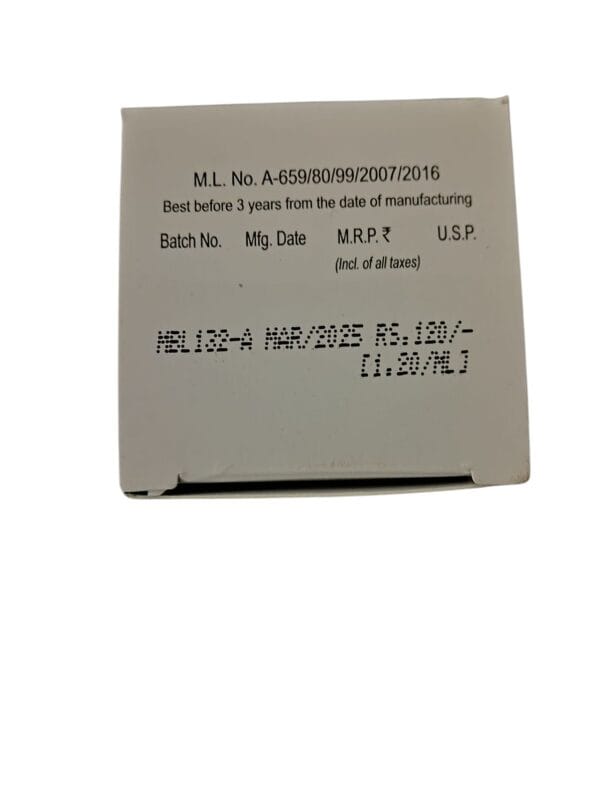 M.L. No. A-659/80/99/2007/2016
Best before 3 years from the date of manufacturing
Batch No. Mfg. Date M.R.P. ₹ U.S.P.
(Incl. of all taxes)
MBL132-A MAR/2025 RS.120/-
[1.20/ML]